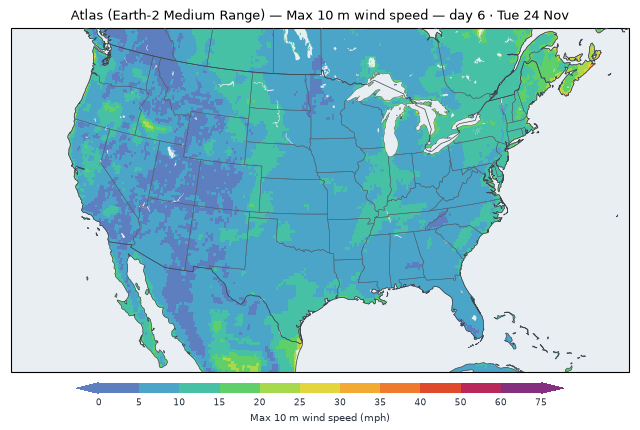 Atlas (Earth-2 Medium Range) — Max 10 m wind speed — day 6 · Tue 24 Nov
0 5 10 15 20 25 30 35 40 50 60 75
Max 10 m wind speed (mph)